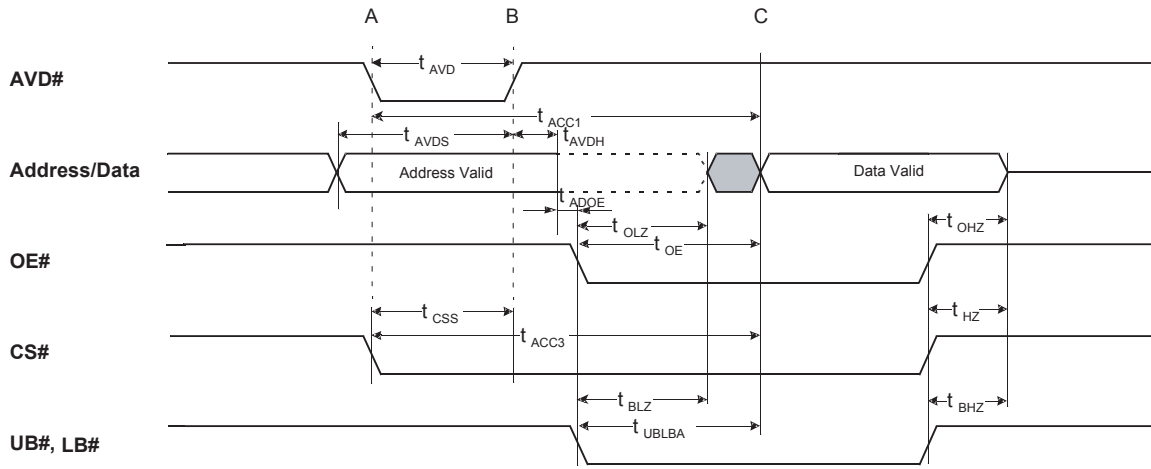 A B C
AVD#
t AVD
t ACC1
t AVDS
t AVDH
Address/Data
Address Valid
Data Valid
t ADOE
t OLZ
t OHZ
t OE
OE#
t HZ
t CSS
t ACC3
CS#
t BLZ
t BHZ
t UBLBA
UB#, LB#